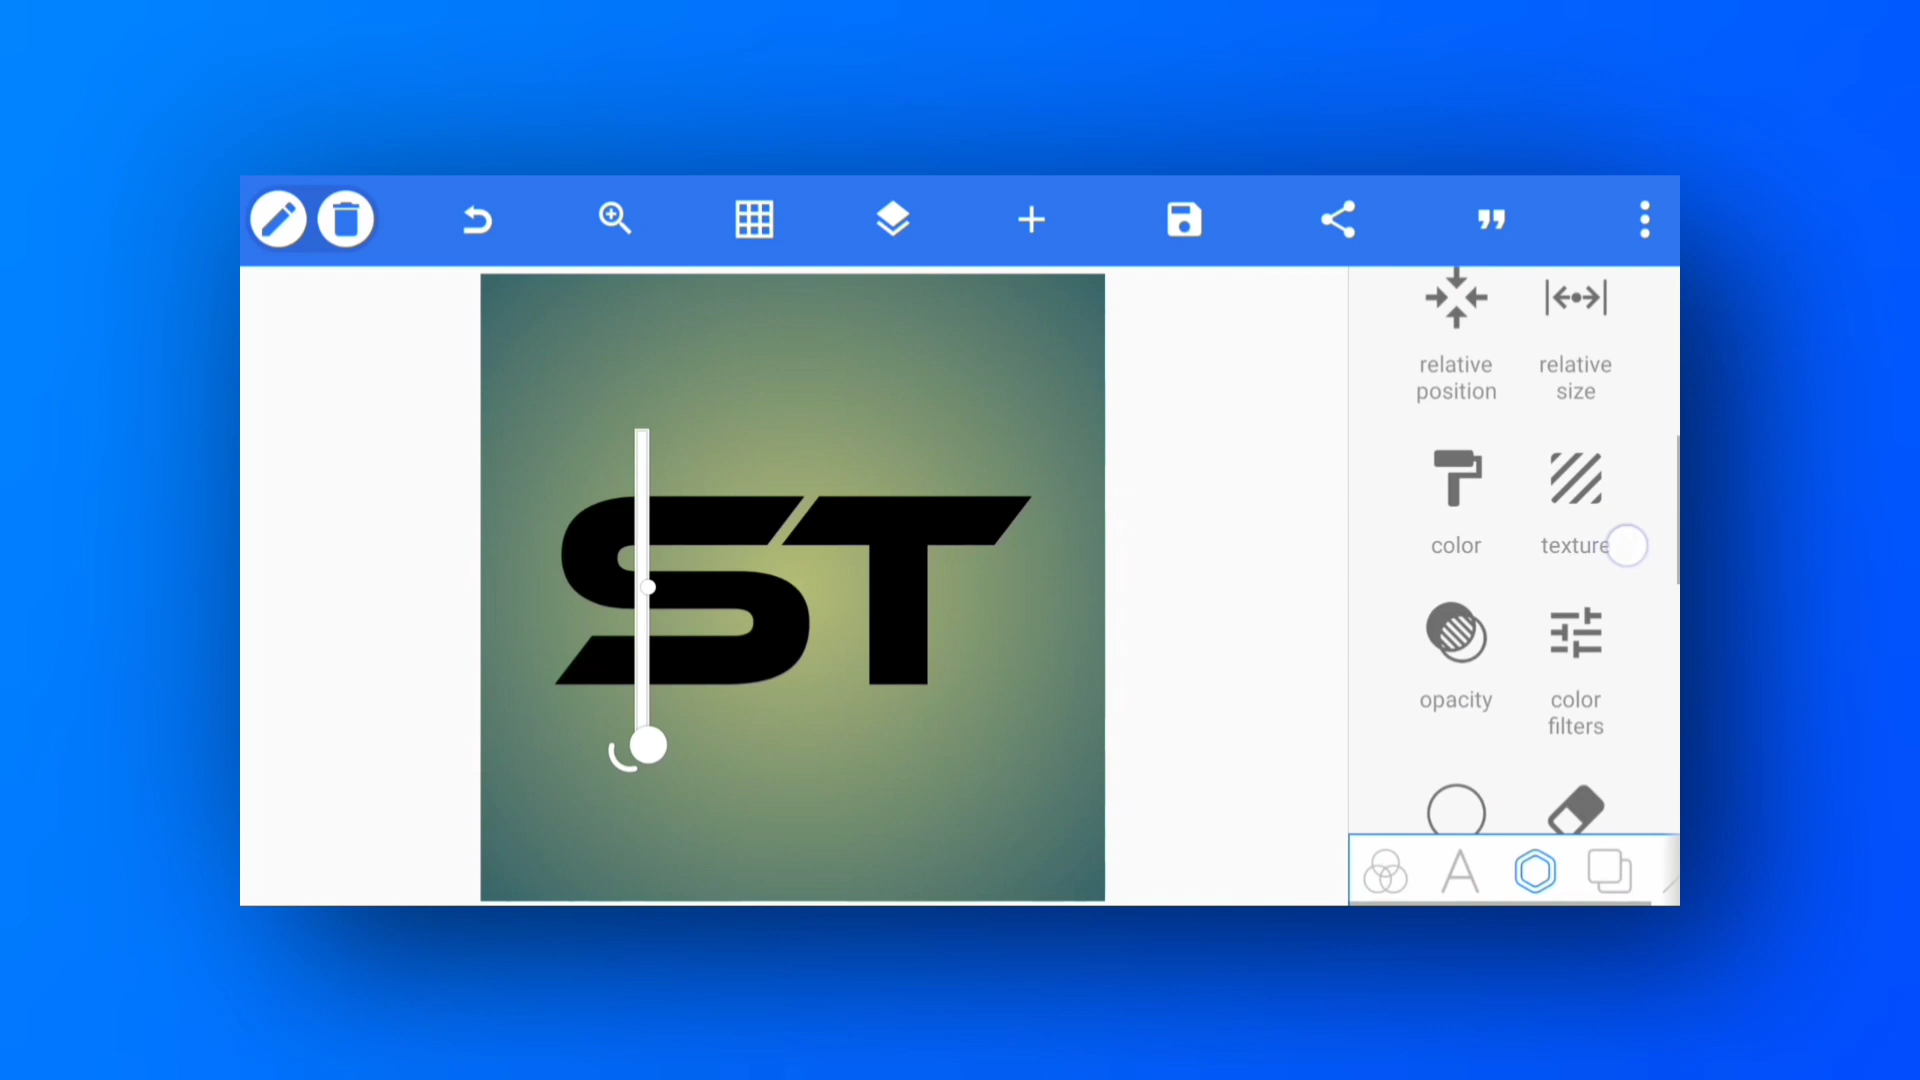 ST
relative
position
relative
size
color
texture
opacity
color
filters